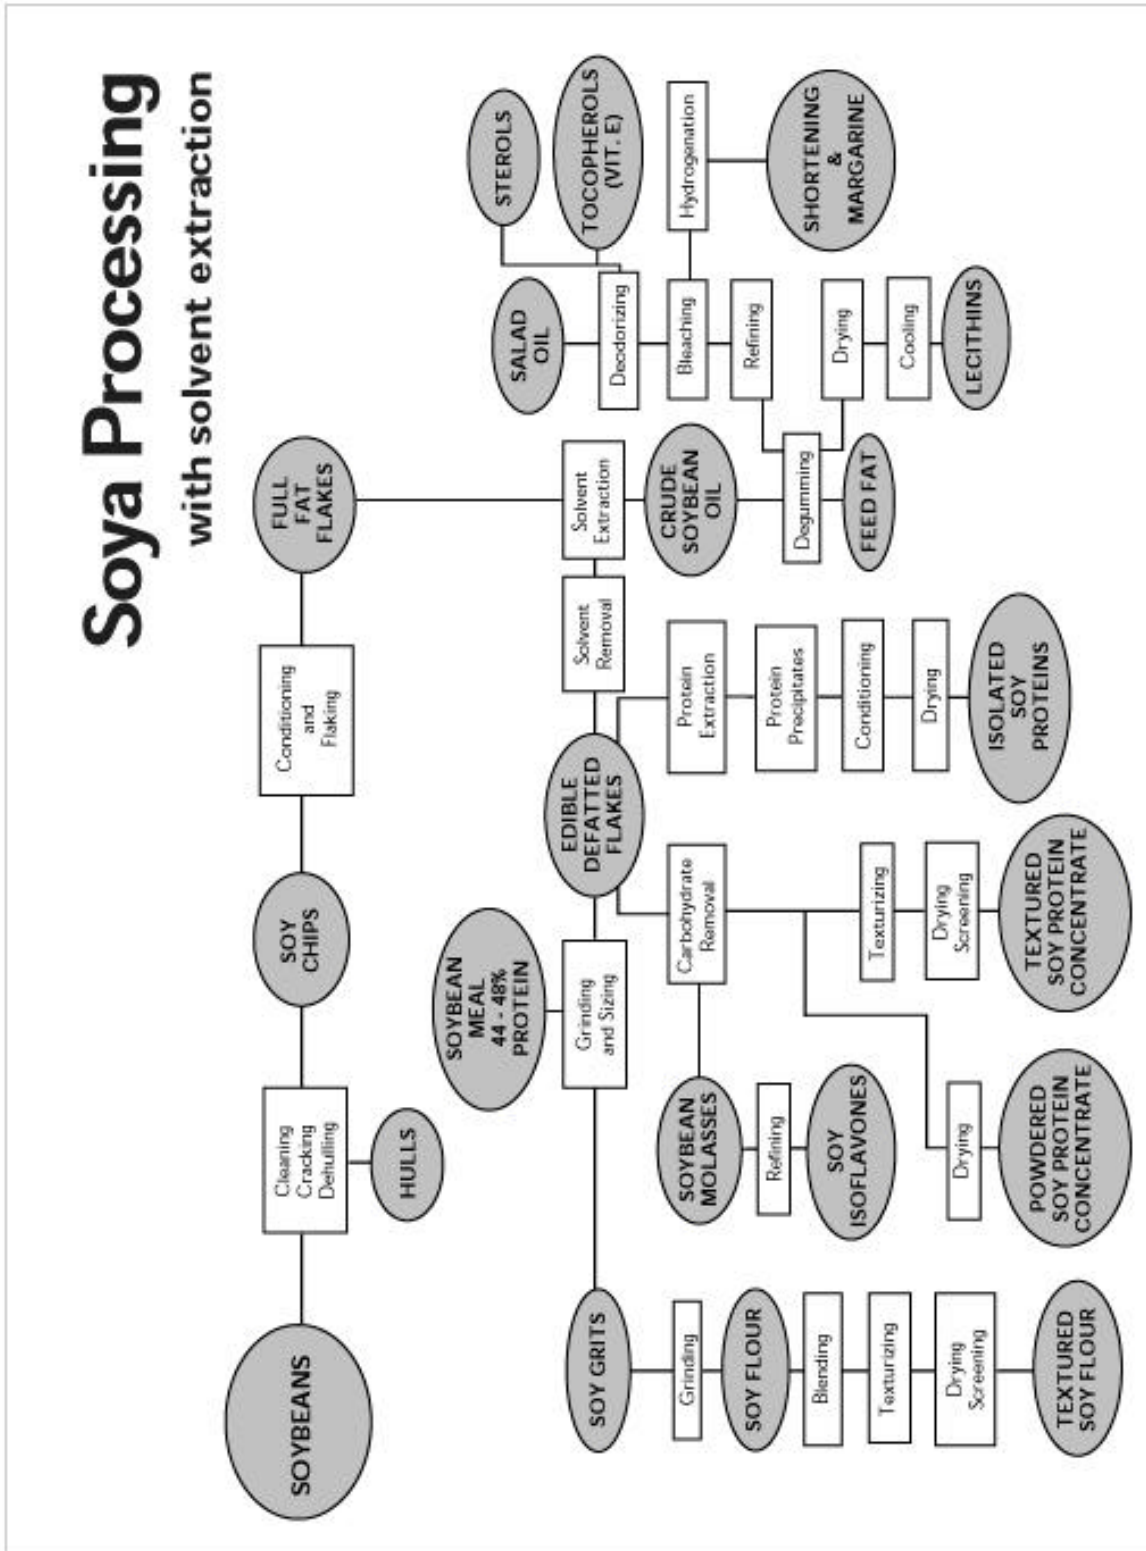 Soya Processing
with solvent extraction
SOYBEANS
Cleaning
Cracking
Dehulling
HULLS
SOY
CHIPS
Conditioning
and
Flaking
FULL
FAT
FLAKES
SOYBEAN
MEAL
44 - 48%
PROTEIN
SALAD
OIL
STEROLS
TOCOPHEROLS
(VIT. E)
SOY GRITS
Grinding
and Sizing
EDIBLE
DEFATTED
FLAKES
Solvent
Removal
Solvent
Extraction
Deodorizing
Grinding
SOYBEAN
MOLASSES
Carbohydrate
Removal
Protein
Extraction
CRUDE
SOYBEAN
OIL
Bleaching
Hydrogenation
SOY FLOUR
Refining
Protein
Precipitates
Refining
Blending
SOY
ISOFLAVONES
Degumming
Drying
SHORTENING
&
MARGARINE
Texturizing
Texturizing
Conditioning
FEED FAT
Cooling
Drying
Screening
Drying
Drying
Screening
Drying
LECITHINS
TEXTURED
SOY FLOUR
POWDERED
SOY PROTEIN
CONCENTRATE
TEXTURED
SOY PROTEIN
CONCENTRATE
ISOLATED
SOY
PROTEINS